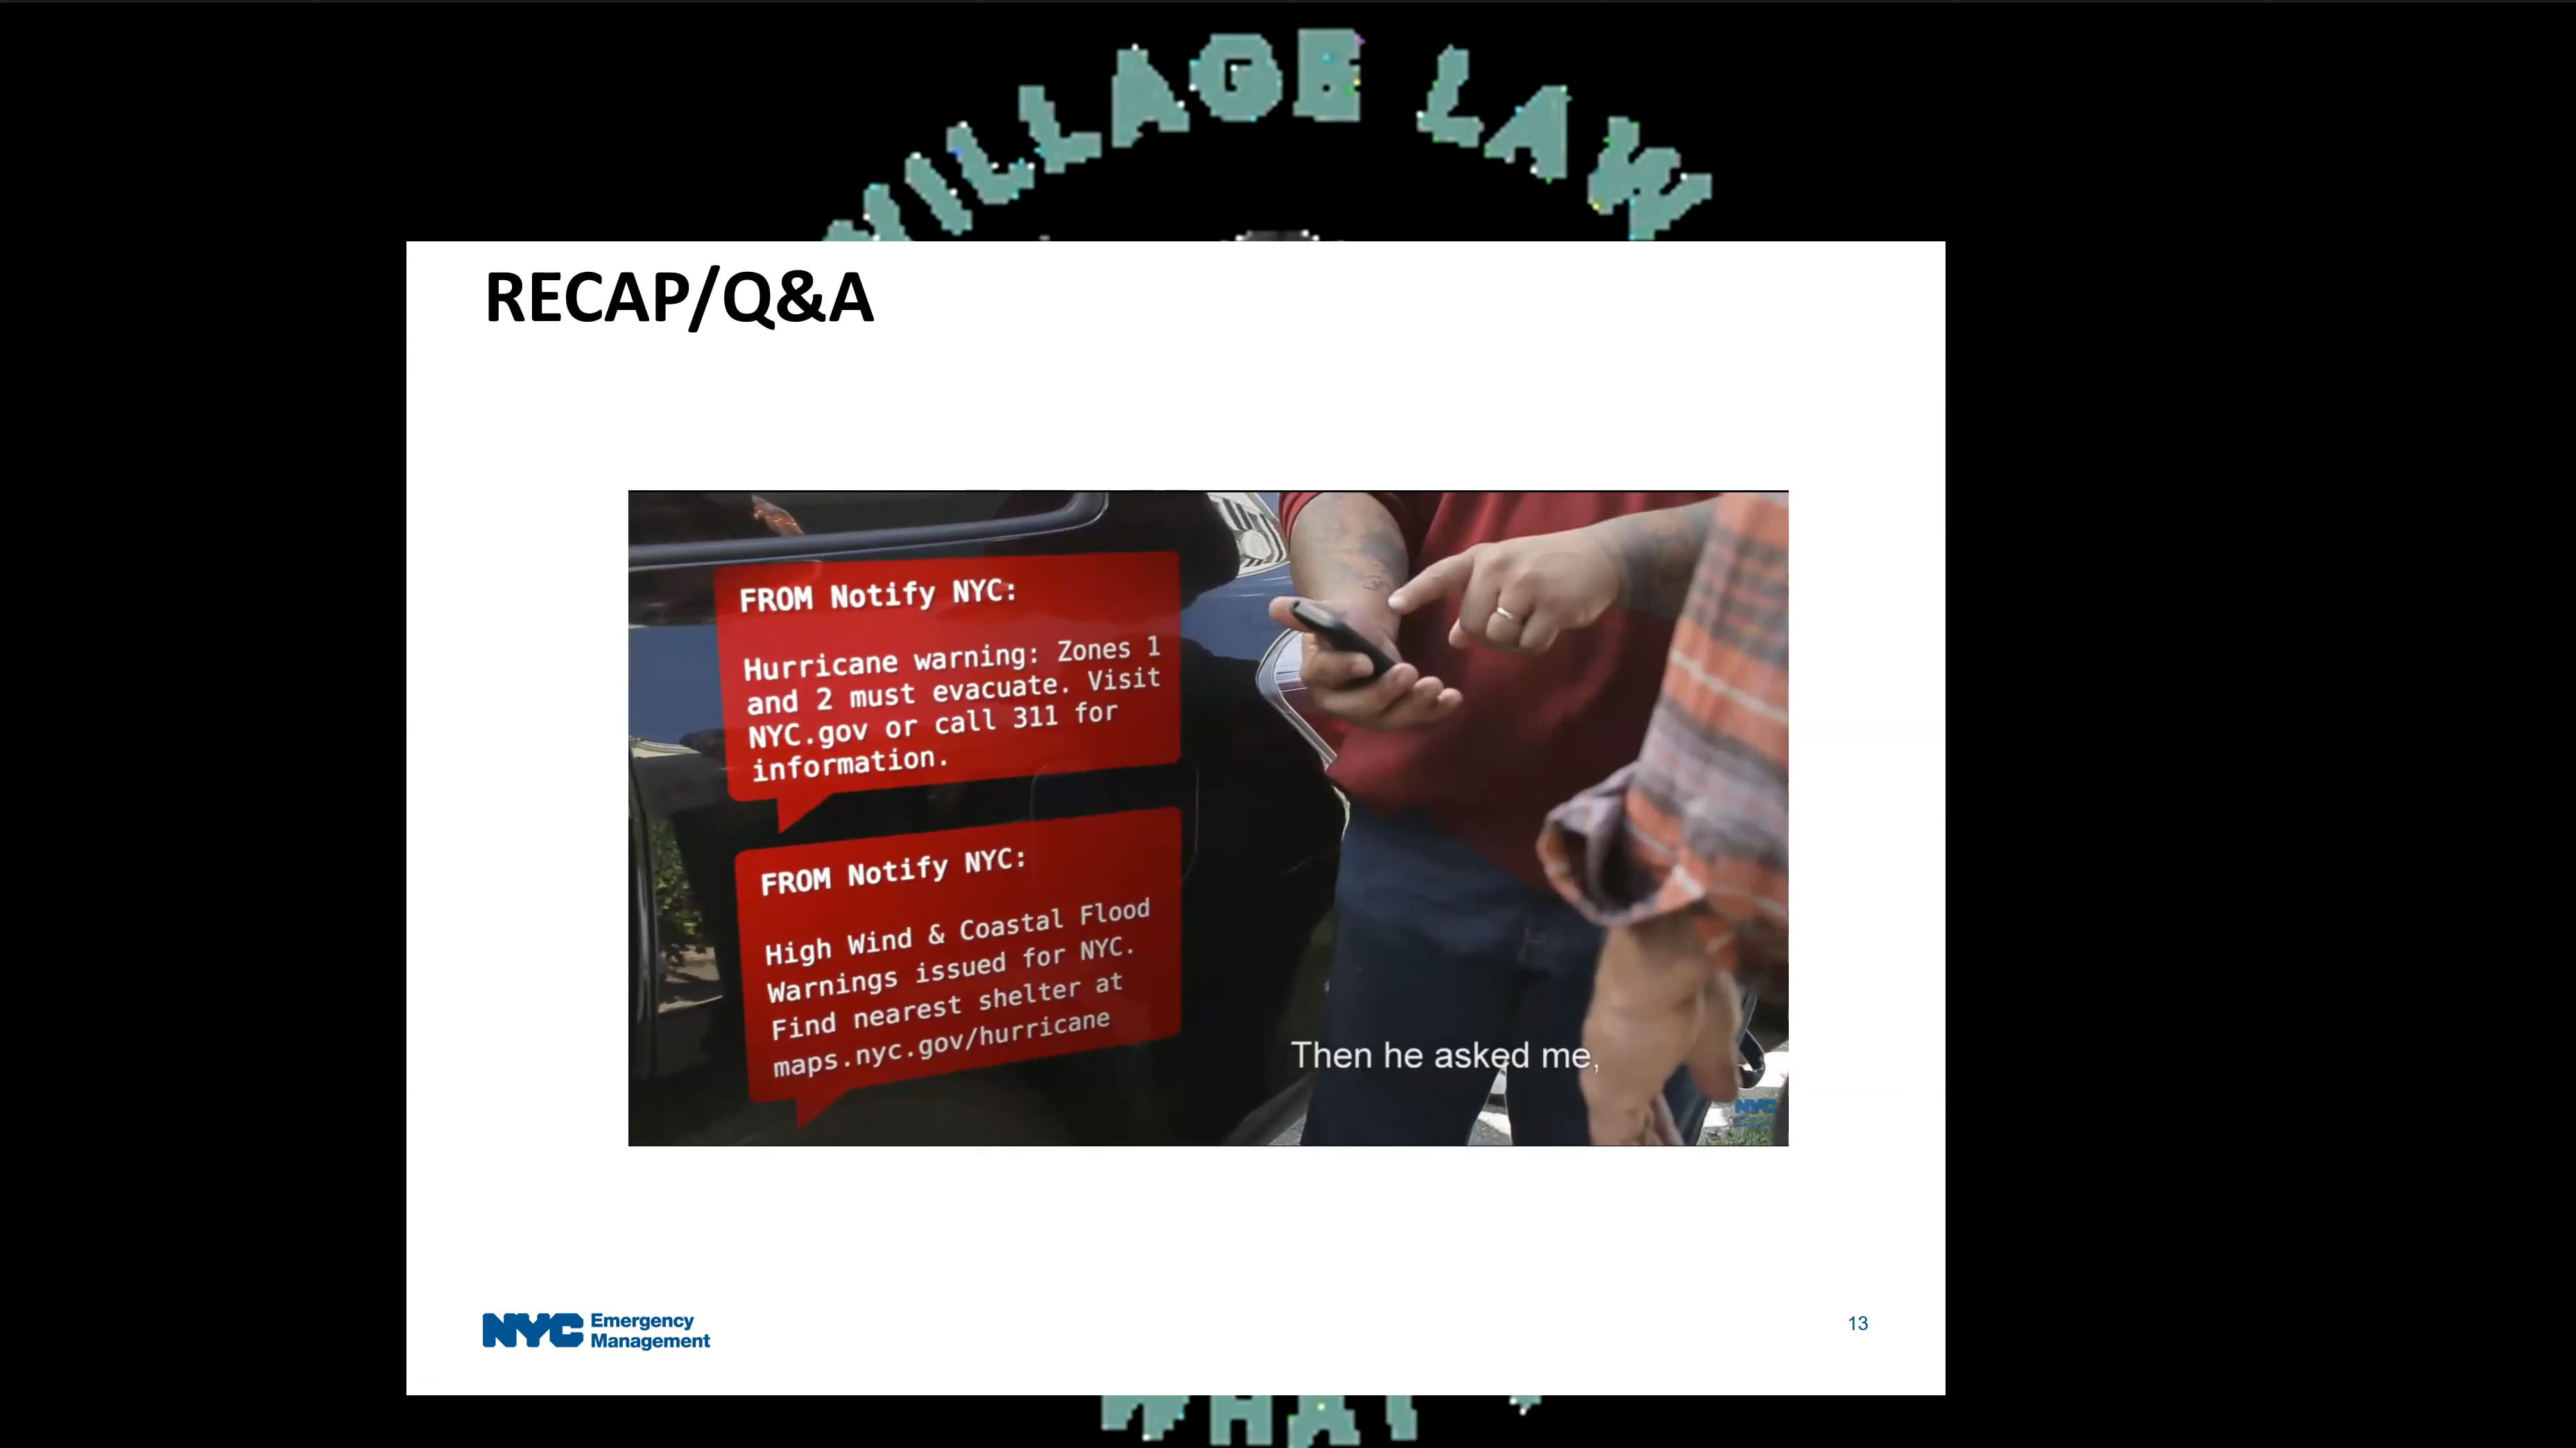 VILLAGE LAW
RECAP/Q&A
FROM Notify NYC:
Hurricane warning: Zones 1
and 2 must evacuate. Visit
NYC.gov or call 311 for
information.
FROM Notify NYC:
High Wind & Coastal Flood
Warnings issued for NYC.
Find nearest shelter at
maps.nyc.gov/hurricane
Then he asked me,
NYC
NYC Emergency
Management
13
WHAT